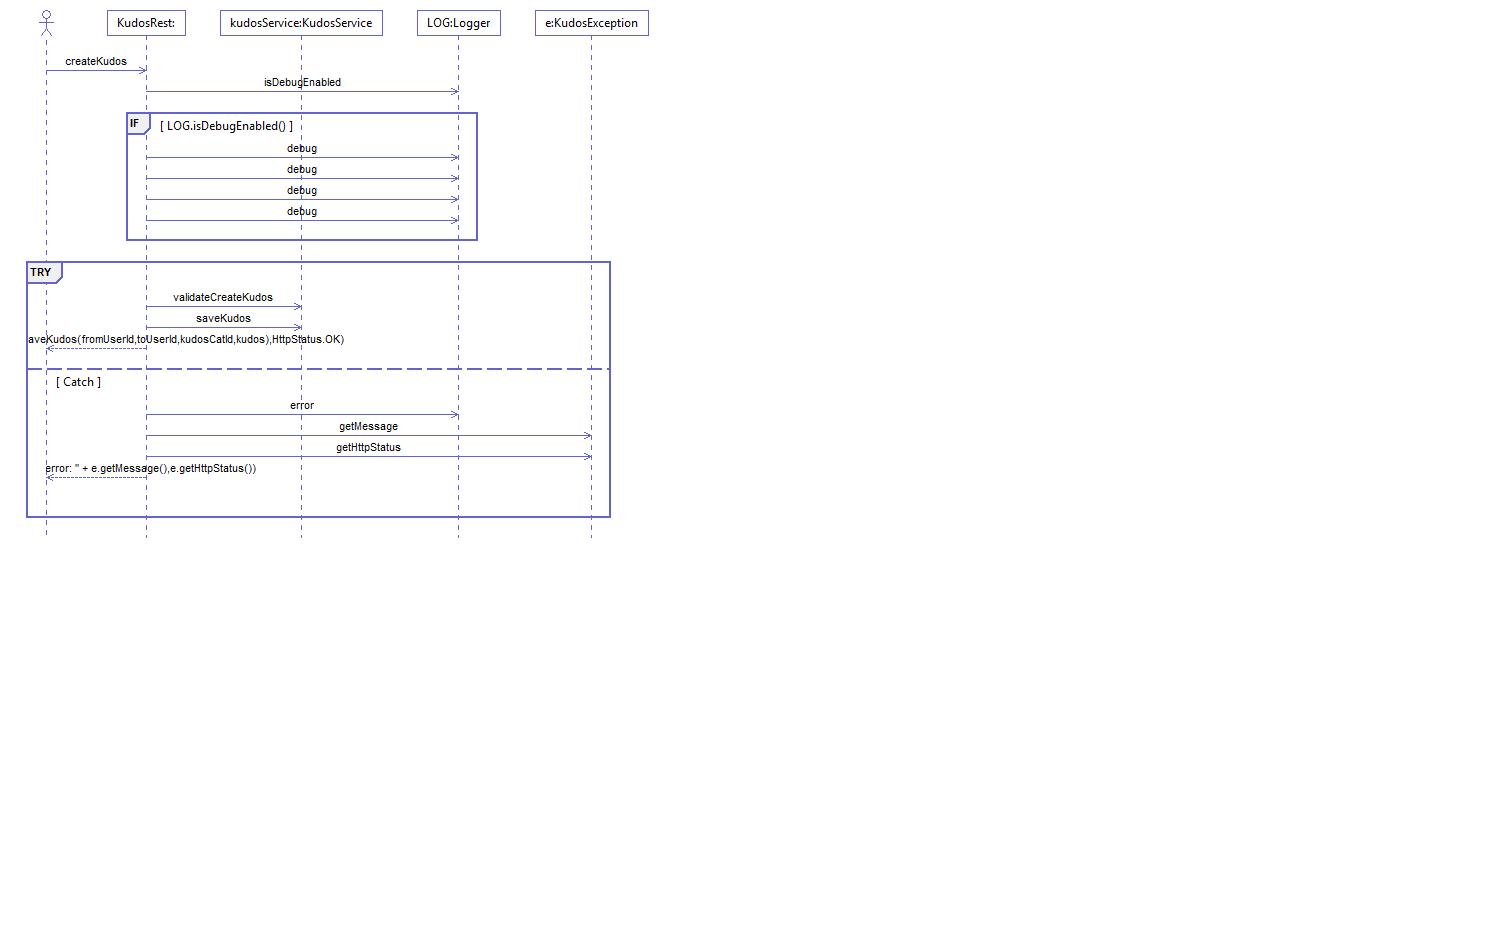 KudosRest:
kudosService:KudosService
LOG:Logger
e:KudosException
createKudos
isDebugEnabled
IF
[ LOG.isDebugEnabled() ]
debug
debug
debug
debug
TRY
validateCreateKudos
saveKudos
aveKudos(fromUserId,toUserId,kudosCatId,kudos),HttpStatus.OK)
[ Catch ]
error
getMessage
getHttpStatus
error: " + e.getMessage(),e.getHttpStatus())